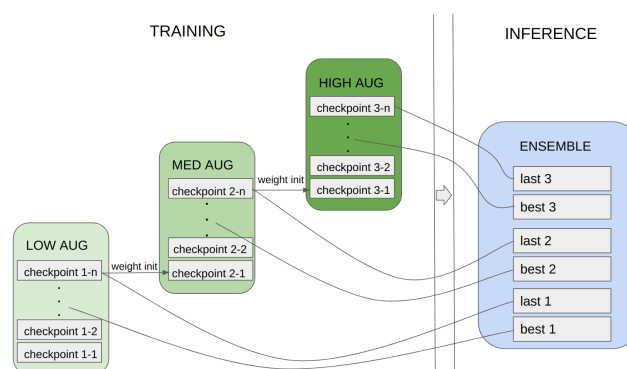 TRAINING
INFERENCE
HIGH AUG
checkpoint 3-n
checkpoint 3-2
checkpoint 3-1
MED AUG
checkpoint 2-n
weight init
checkpoint 2-2
checkpoint 2-1
LOW AUG
checkpoint 1-n
weight init
checkpoint 1-2
checkpoint 1-1
ENSEMBLE
last 3
best 3
last 2
best 2
last 1
best 1